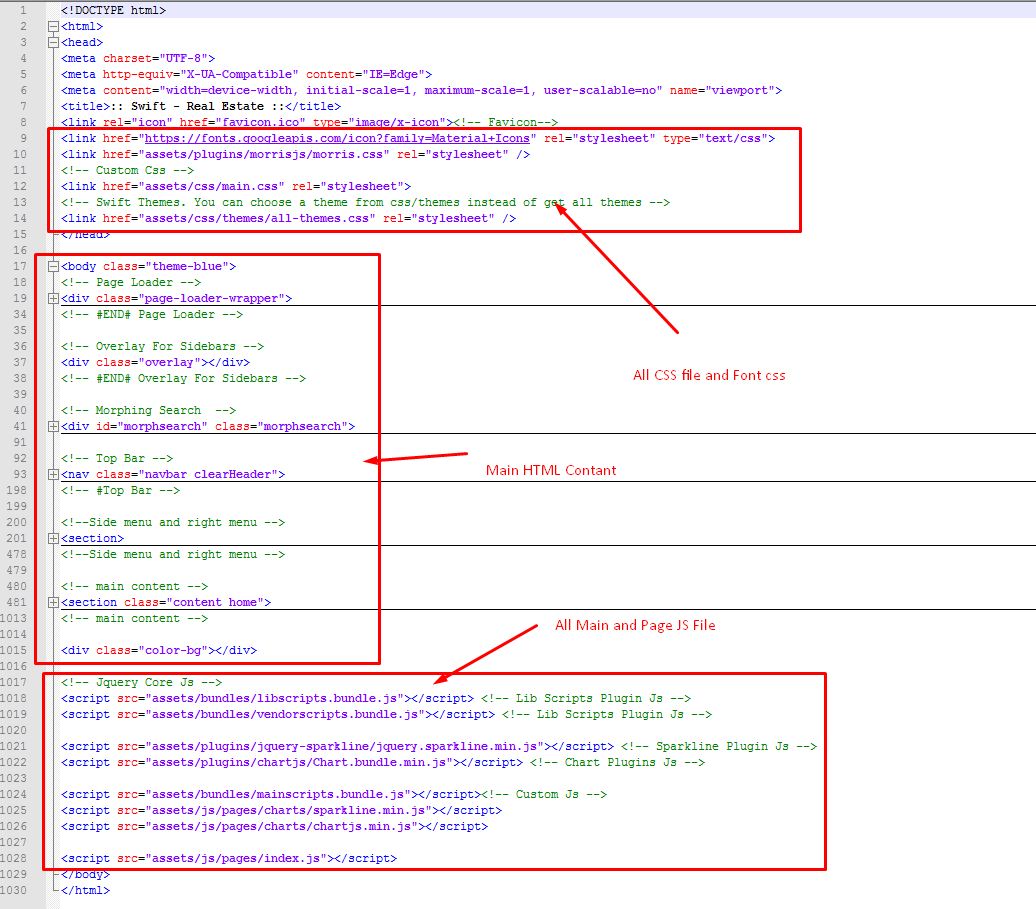 1 <!DOCTYPE html>
2 <html>
3 <head>
4 <meta charset="UTF-8">
5 <meta http-equiv="X-UA-Compatible" content="IE=Edge">
6 <meta content="width=device-width, initial-scale=1, maximum-scale=1, user-scalable=no" name="viewport">
7 <title>:: Swift - Real Estate ::</title>
8 <link rel="icon" href="favicon.ico" type="image/x-icon"><!-- Favicon-->
9 <link href="https://fonts.googleapis.com/icon?family=Material+Icons" rel="stylesheet" type="text/css">
10 <link href="assets/plugins/morrisjs/morris.css" rel="stylesheet" />
11 <!-- Custom Css -->
12 <link href="assets/css/main.css" rel="stylesheet">
13 <!-- Swift Themes. You can choose a theme from css/themes instead of get all themes -->
14 <link href="assets/css/themes/all-themes.css" rel="stylesheet" />
15 </head>
16
17 <body class="theme-blue">
18 <!-- Page Loader -->
19 <div class="page-loader-wrapper">
34 <!-- #END# Page Loader -->
35
36 <!-- Overlay For Sidebars -->
37 <div class="overlay"></div>
All CSS file and Font css
38 <!-- #END# Overlay For Sidebars -->
39
40 <!-- Morphing Search  -->
41 <div id="morphsearch" class="morphsearch">
91
92 <!-- Top Bar -->
Main HTML Contant
93 <nav class="navbar clearHeader">
198 <!-- #Top Bar -->
199
200 <!--Side menu and right menu -->
201 <section>
478 <!--Side menu and right menu -->
479
480 <!-- main content -->
481 <section class="content home">
1013 <!-- main content -->
All Main and Page JS File
1014
1015 <div class="color-bg"></div>
1016
1017 <!-- Jquery Core Js -->
1018 <script src="assets/bundles/libscripts.bundle.js"></script> <!-- Lib Scripts Plugin Js -->
1019 <script src="assets/bundles/vendorscripts.bundle.js"></script> <!-- Lib Scripts Plugin Js -->
1020
1021 <script src="assets/plugins/jquery-sparkline/jquery.sparkline.min.js"></script> <!-- Sparkline Plugin Js -->
1022 <script src="assets/plugins/chartjs/Chart.bundle.min.js"></script> <!-- Chart Plugins Js -->
1023
1024 <script src="assets/bundles/mainscripts.bundle.js"></script><!-- Custom Js -->
1025 <script src="assets/js/pages/charts/sparkline.min.js"></script>
1026 <script src="assets/js/pages/charts/chartjs.min.js"></script>
1027
1028 <script src="assets/js/pages/index.js"></script>
1029 </body>
1030 </html>